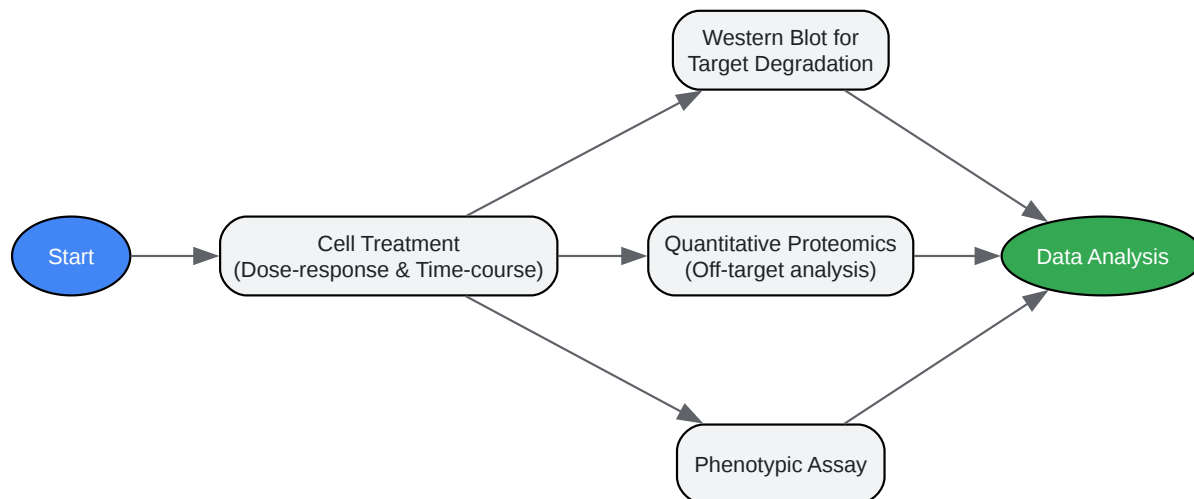 Start
Cell Treatment
(Dose-response & Time-course)
Western Blot for
Target Degradation
Quantitative Proteomics
(Off-target analysis)
Phenotypic Assay
Data Analysis